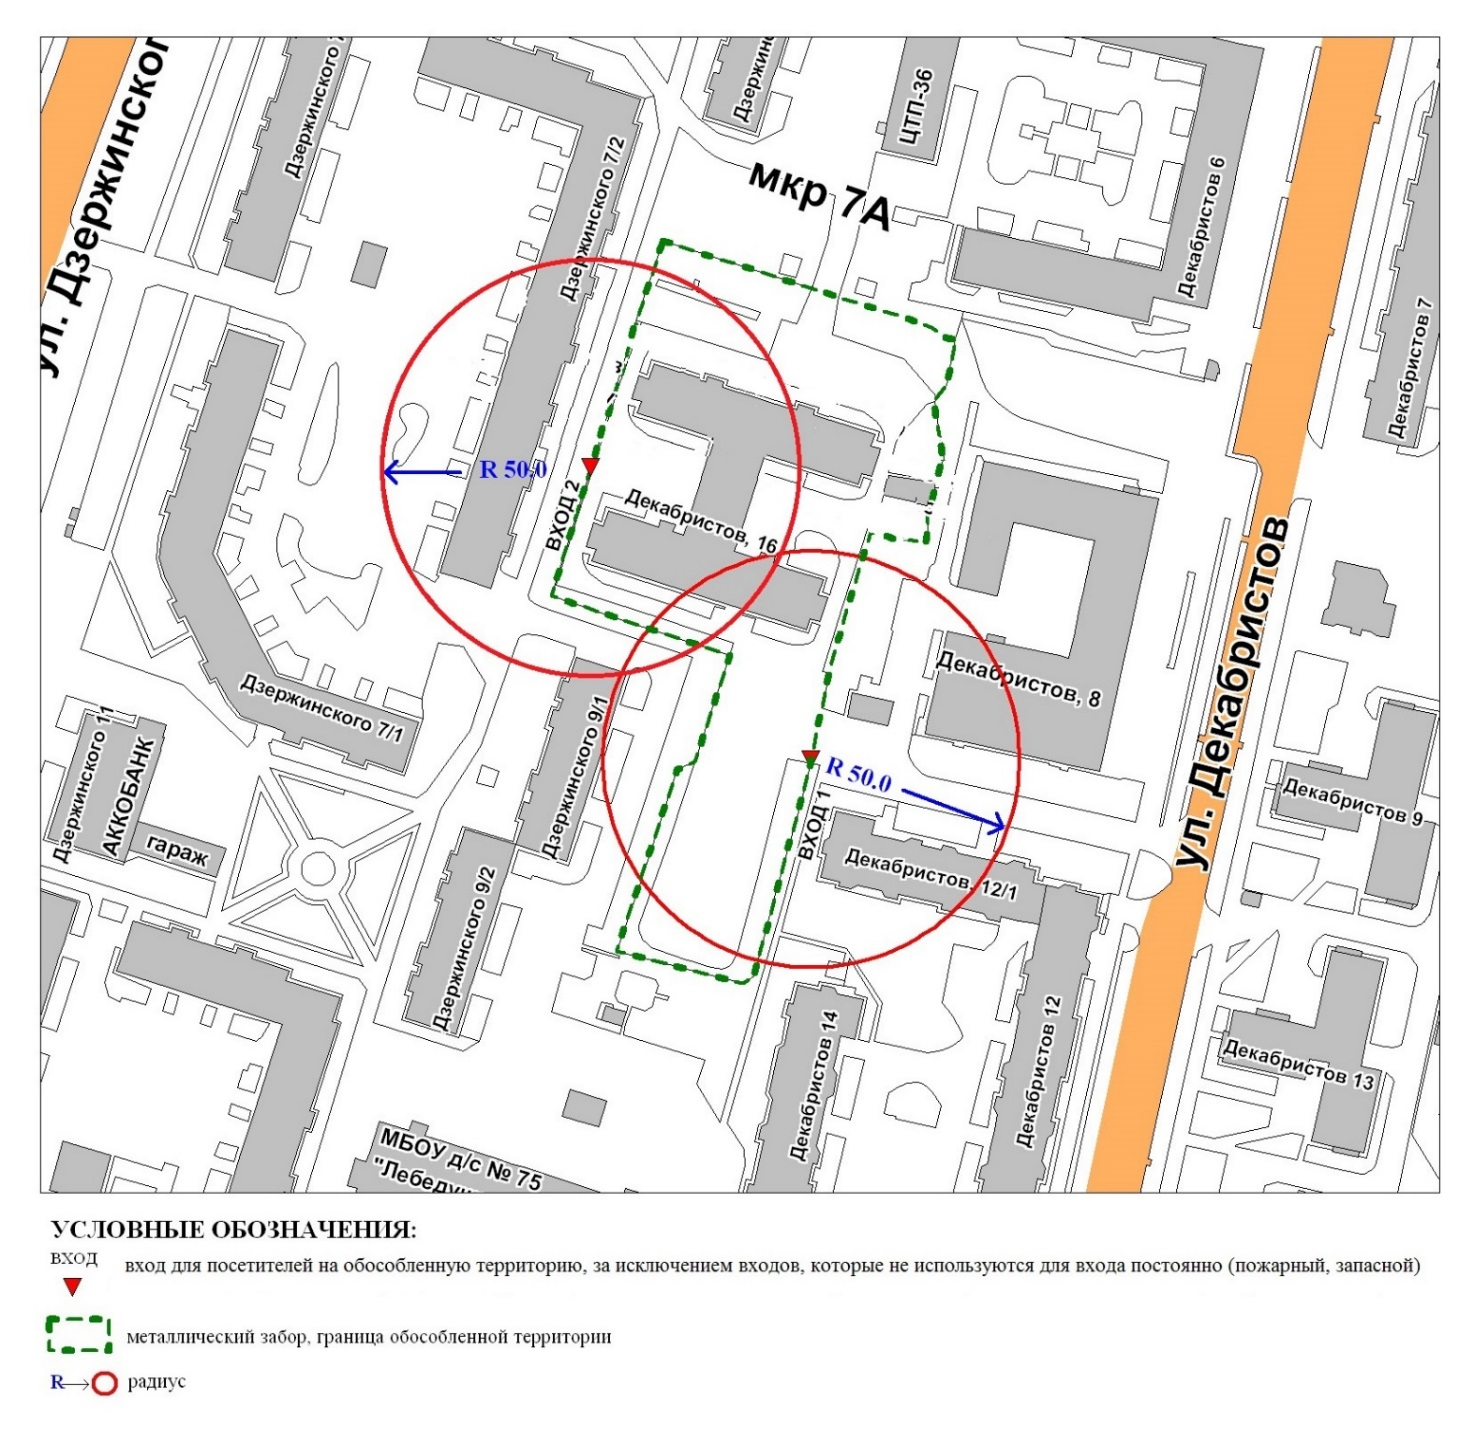 ул. Дзержинског
Дзержинского 7
Дзержинского 7/2
Дзержинс
ЦТП-36
мкр 7А
Декабристов 6
Декабристов 7
R 50.0
ВХОД 2
Декабристов, 16
ул. Декабристов
Декабристов, 8
Дзержинского 7/1
Дзержинского 9/1
Дзержинского 11
АККОБАНК
гараж
R 50.0
ВХОД 1
Декабристов 9
Декабристов, 12/1
Дзержинского 9/2
Декабристов 14
Декабристов 12
Декабристов 13
МБОУ д/с № 75
"Лебедуш
УСЛОВНЫЕ ОБОЗНАЧЕНИЯ:
ВХОД
вход для посетителей на обособленную территорию, за исключением входов, которые не используются для входа постоянно (пожарный, запасной)
металлический забор, граница обособленной территории
R
радиус